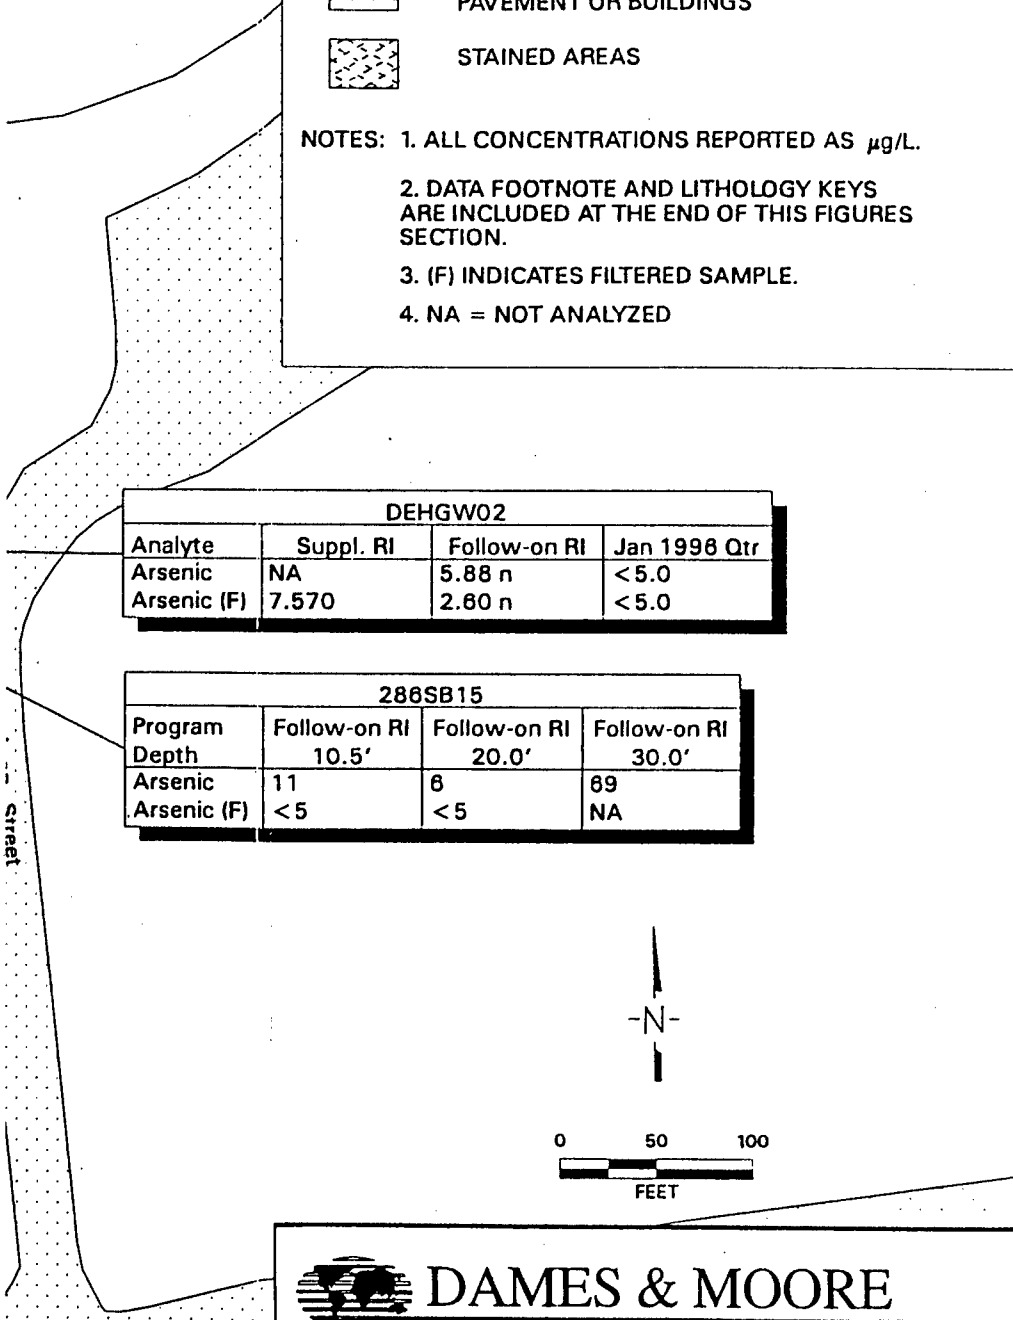 PAVEMENT OR BUILDINGS
STAINED AREAS
NOTES: 1. ALL CONCENTRATIONS REPORTED AS µg/L.
2. DATA FOOTNOTE AND LITHOLOGY KEYS
ARE INCLUDED AT THE END OF THIS FIGURES
SECTION.
3. (F) INDICATES FILTERED SAMPLE.
4. NA = NOT ANALYZED
DEHGW02
Analyte Suppl. RI Follow-on RI Jan 1996 Qtr
Arsenic NA 5.88 n <5.0
Arsenic (F) 7.570 2.60 n <5.0
286SB15
Program Follow-on RI Follow-on RI Follow-on RI
Depth 10.5' 20.0' 30.0'
Arsenic 11 6 69
Arsenic (F) <5 <5 NA
Street
-N-
0 50 100
FEET
DAMES & MOORE